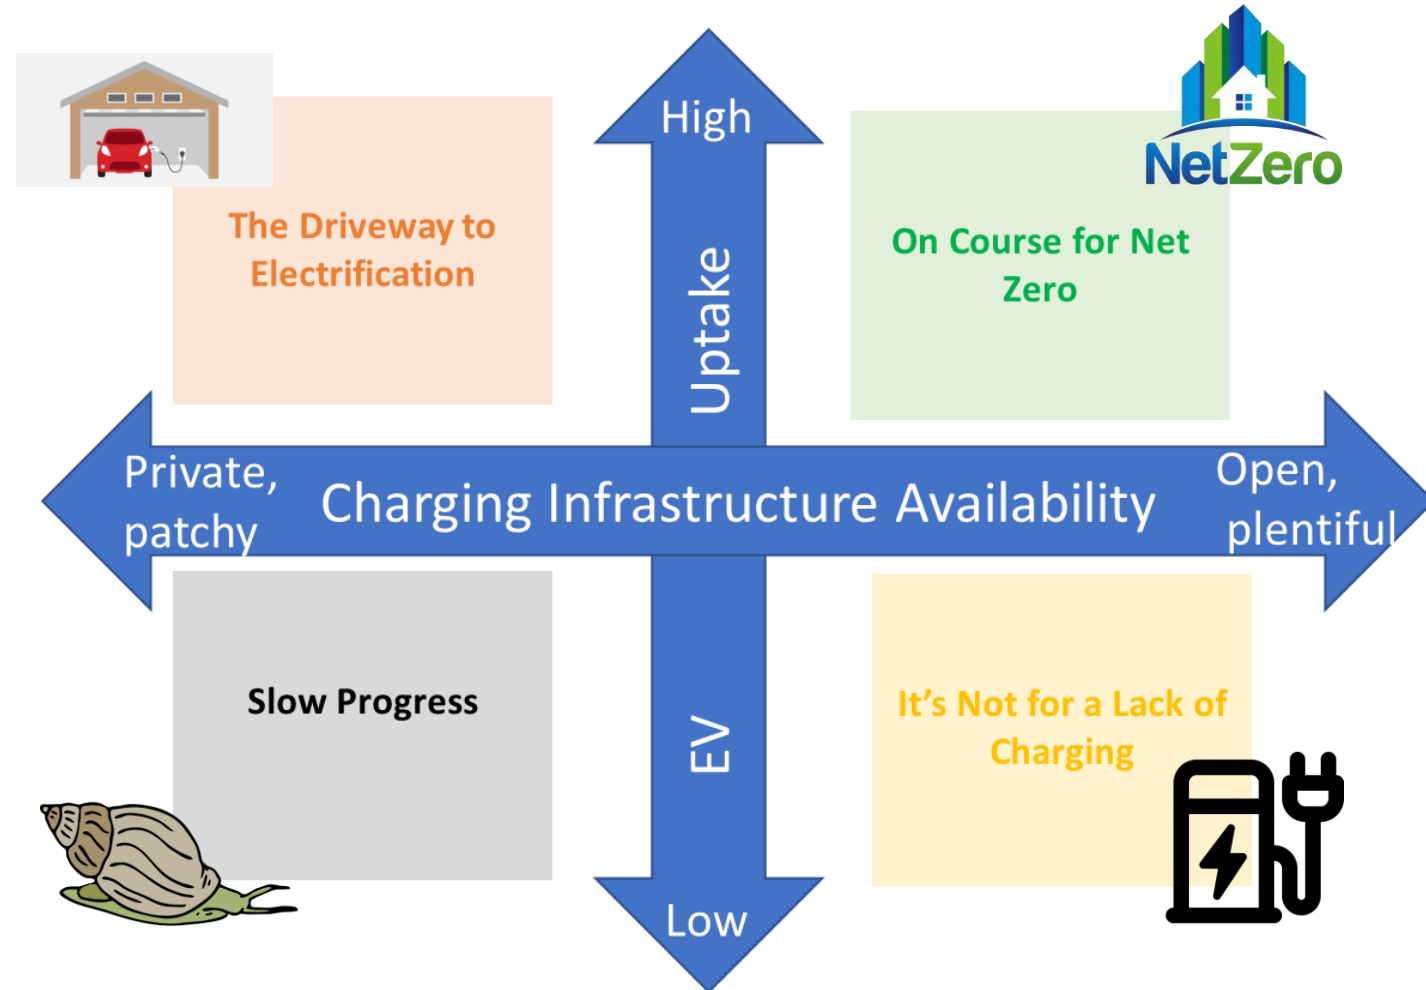 High
NetZero
The Driveway to
Electrification
On Course for Net
Zero
EV Uptake
Private,
patchy
Charging Infrastructure Availability
Open,
plentiful
Slow Progress
It’s Not for a Lack of
Charging
Low